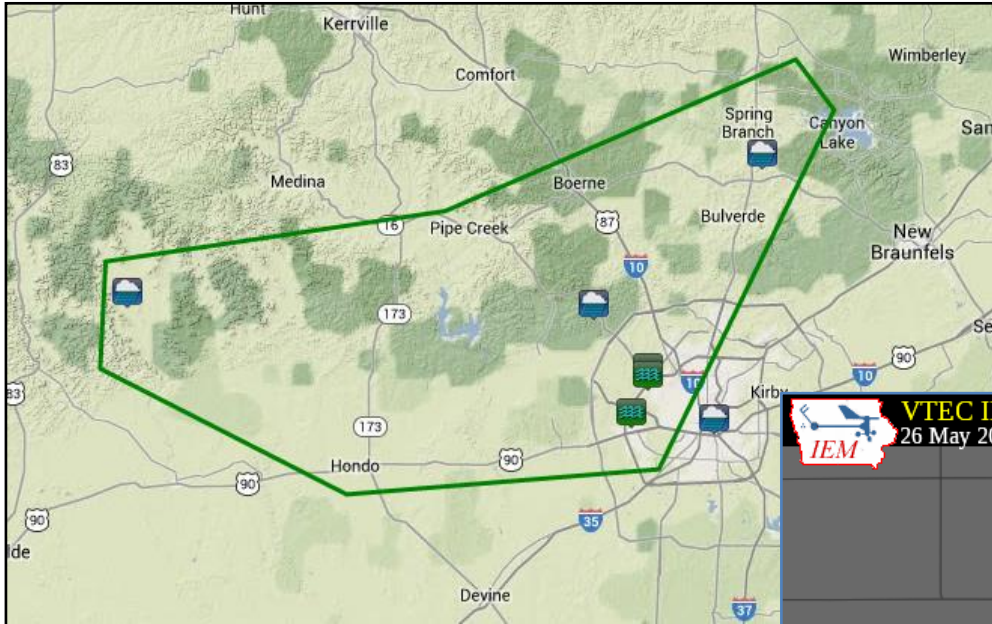 Hunt
Kerrville
Wimberley
Comfort
Spring
Branch
Canyon
Lake
San
83
Medina
Boerne
16
Pipe Creek
87
Bulverde
New
Braunfels
10
173
Se
90
10
10
83
Kirby
173
VTEC
26 May
IEM
Hondo
90
90
90
35
lde
Devine
37